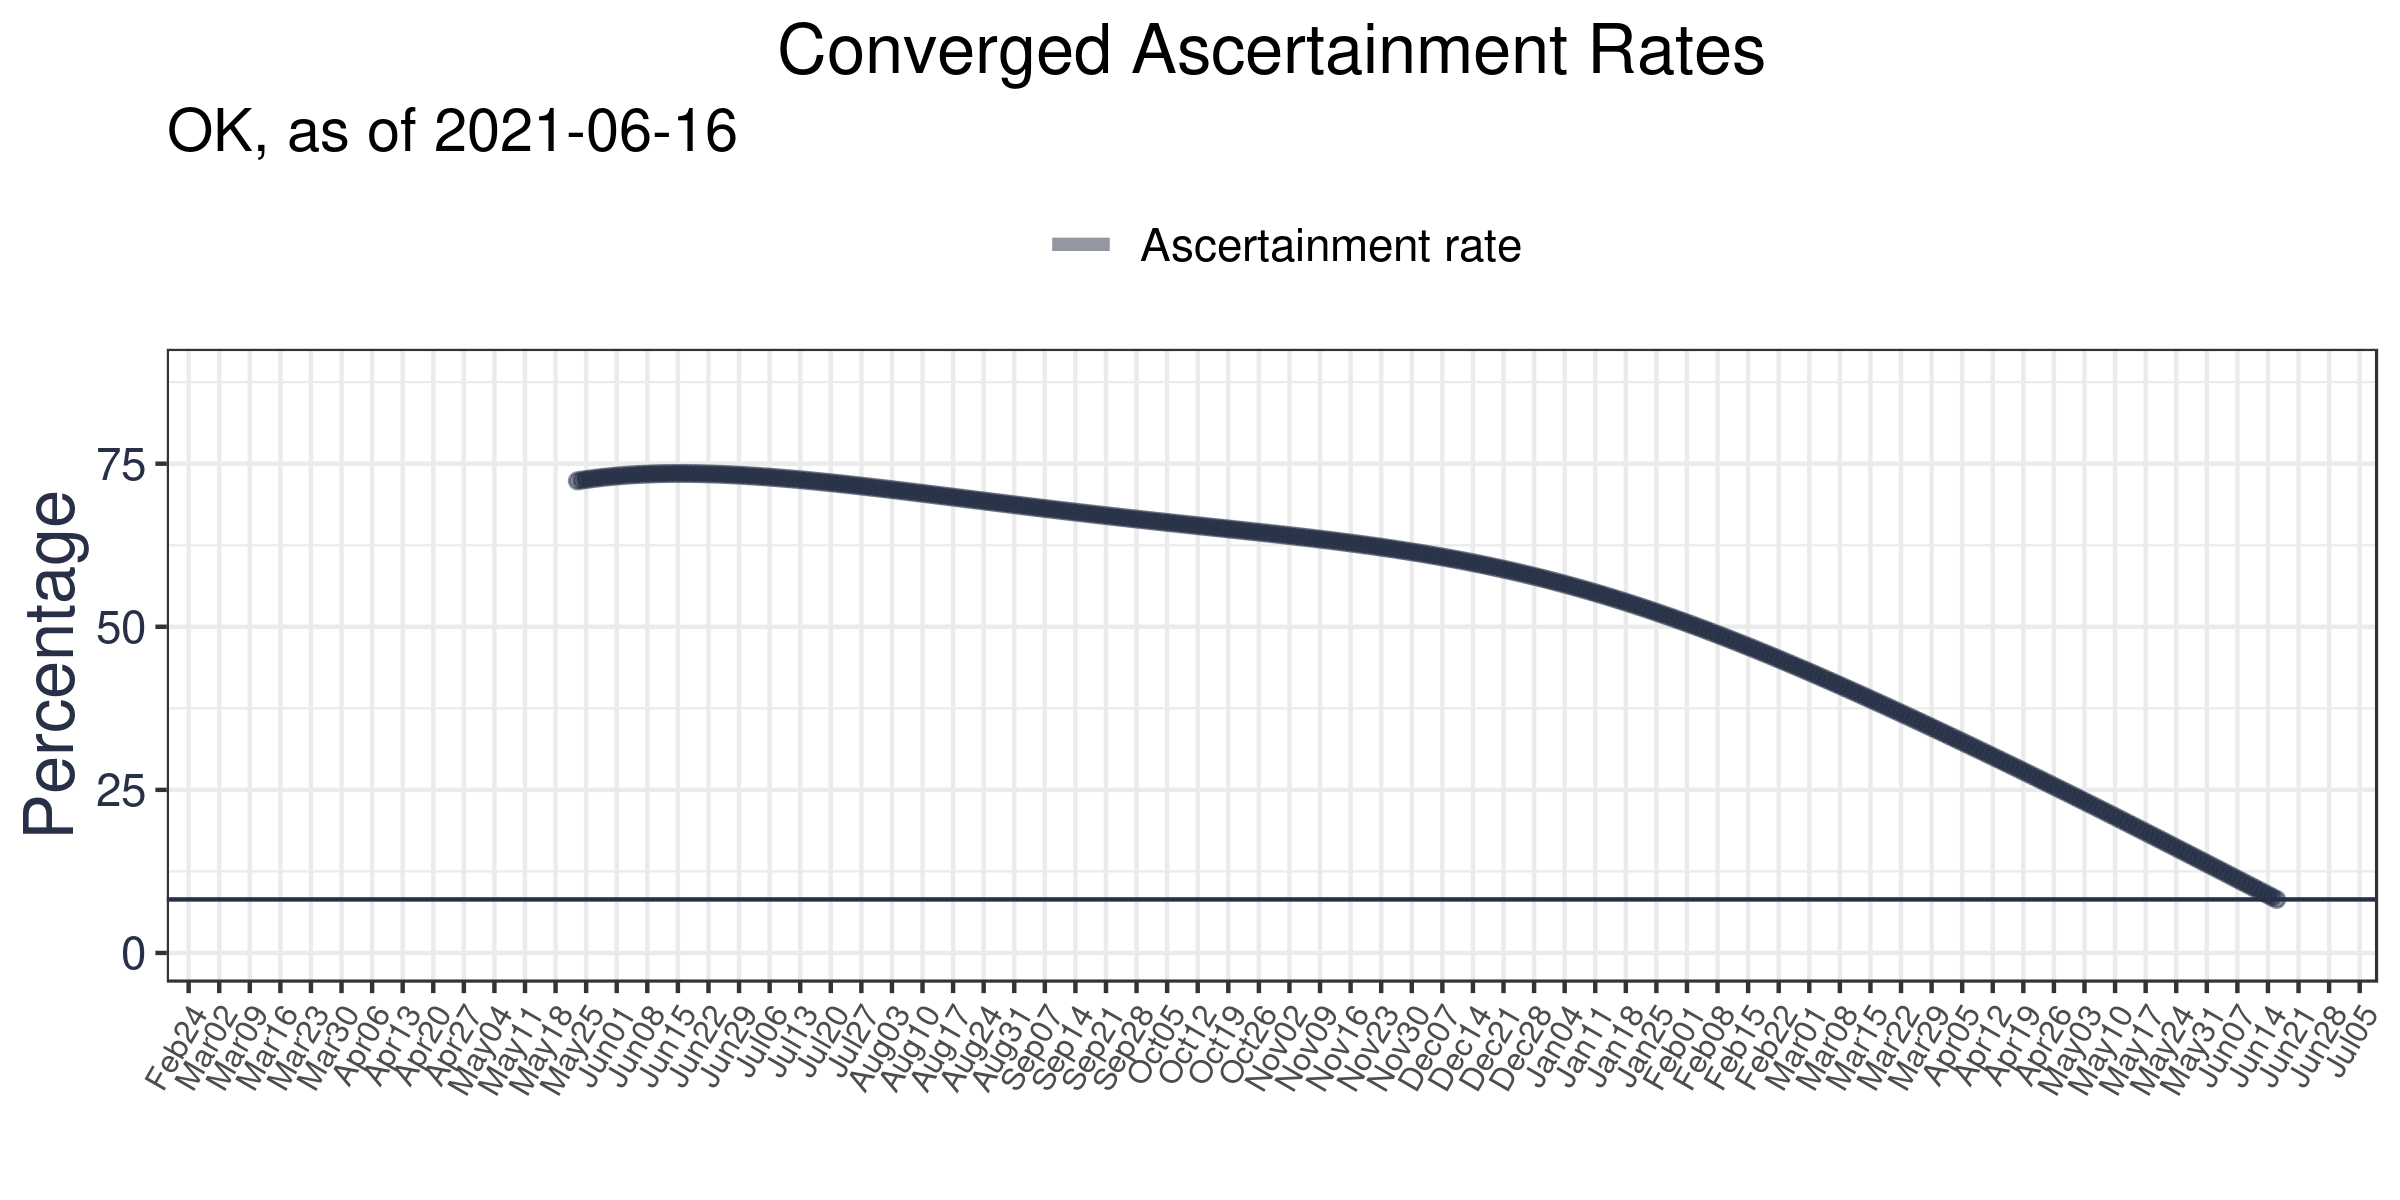 Converged Ascertainment Rates
OK, as of 2021-06-16
Ascertainment rate
Percentage
75
50
25
0
Feb24
Mar02
Mar09
Mar16
Mar23
Mar30
Apr06
Apr13
Apr20
Apr27
May04
May11
May18
May25
Jun01
Jun08
Jun15
Jun22
Jun29
Jul06
Jul13
Jul20
Jul27
Aug03
Aug10
Aug17
Aug24
Aug31
Sep07
Sep14
Sep21
Sep28
Oct05
Oct12
Oct19
Oct26
Nov02
Nov09
Nov16
Nov23
Nov30
Dec07
Dec14
Dec21
Dec28
Jan04
Jan11
Jan18
Jan25
Feb01
Feb08
Feb15
Feb22
Mar01
Mar08
Mar15
Mar22
Mar29
Apr05
Apr12
Apr19
Apr26
May03
May10
May17
May24
May31
Jun07
Jun14
Jun21
Jun28
Jul05